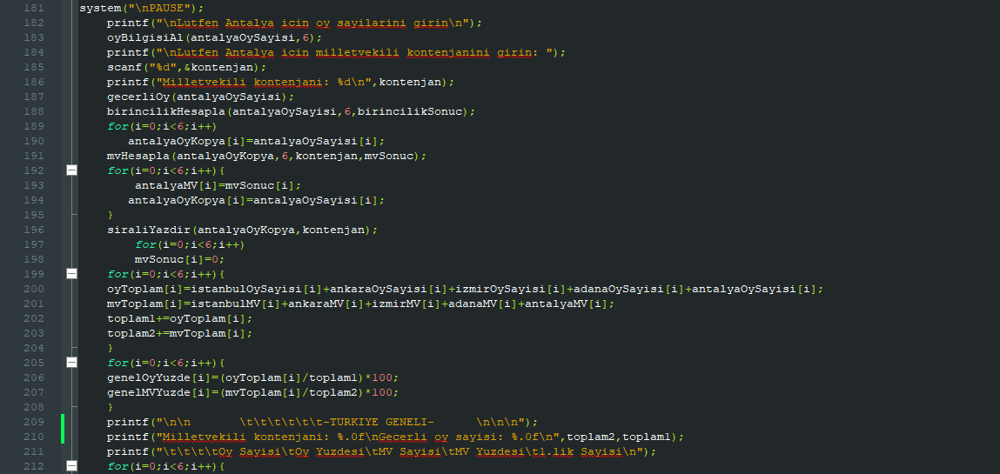 181 system("\nPAUSE");
182 printf("\nLutfen Antalya icin oy sayilarini girin\n");
183 oyBilgisiAl(antalyaOySayisi,6);
184 printf("\nLutfen Antalya icin milletvekili kontenjanini girin: ");
185 scanf("%d",&kontenjan);
186 printf("Milletvekili kontenjani: %d\n",kontenjan);
187 gecerliOy(antalyaOySayisi);
188 birincilikHesapla(antalyaOySayisi,6,birincilikSonuc);
189 for(i=0;i<6;i++)
190 antalyaOyKopya[i]=antalyaOySayisi[i];
191 mvHesapla(antalyaOyKopya,6,kontenjan,mvSonuc);
192 for(i=0;i<6;i++){
193 antalyaMV[i]=mvSonuc[i];
194 antalyaOyKopya[i]=antalyaOySayisi[i];
195 }
196 siraliYazdir(antalyaOyKopya,kontenjan);
197 for(i=0;i<6;i++)
198 mvSonuc[i]=0;
199 for(i=0;i<6;i++){
200 oyToplam[i]=istanbulOySayisi[i]+ankaraOySayisi[i]+izmirOySayisi[i]+adanaOySayisi[i]+antalyaOySayisi[i];
201 mvToplam[i]=istanbulMV[i]+ankaraMV[i]+izmirMV[i]+adanaMV[i]+antalyaMV[i];
202 toplam1+=oyToplam[i];
203 toplam2+=mvToplam[i];
204 }
205 for(i=0;i<6;i++){
206 genelOyYuzde[i]=(oyToplam[i]/toplam1)*100;
207 genelMVYuzde[i]=(mvToplam[i]/toplam2)*100;
208 }
209 printf("\n\n \t\t\t\t\t\t-TURKIYE GENELI- \n\n\n");
210 printf("Milletvekili kontenjani: %.0f\nGecerli oy sayisi: %.0f\n",toplam2,toplam1);
211 printf("\t\t\t\tOy Sayisi\tOy Yuzdesi\tMV Sayisi\tMV Yuzdesi\t1.lik Sayisi\n");
212 for(i=0;i<6;i++){